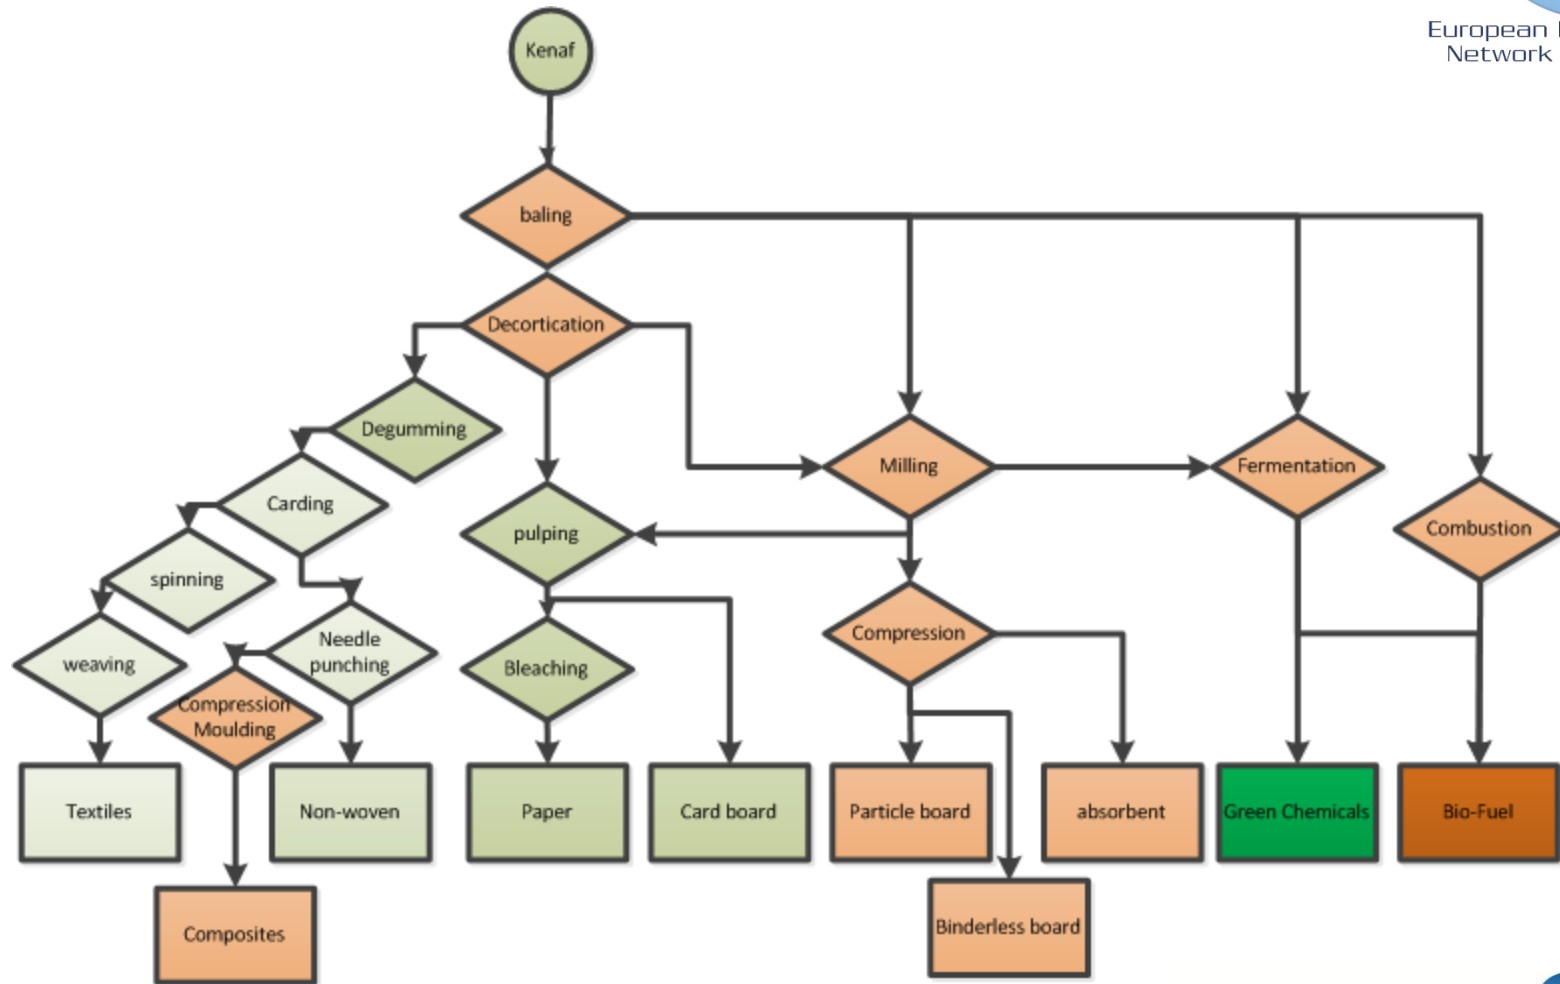 European
Network
Kenaf
baling
Decortication
Degumming
Milling
Fermentation
Carding
pulping
Combustion
spinning
Needle
punching
Compression
weaving
Bleaching
Compression
Moulding
Textiles
Non-woven
Paper
Card board
Particle board
absorbent
Green Chemicals
Bio-Fuel
Composites
Binderless board